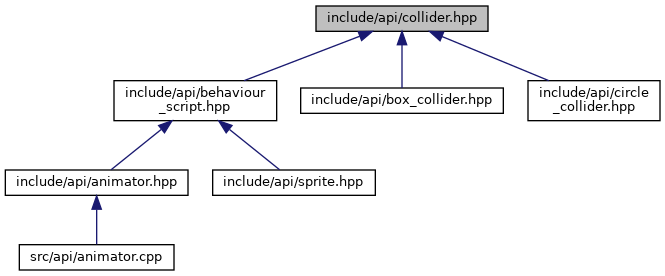 include/api/collider.hpp
include/api/behaviour
_script.hpp
include/api/box_collider.hpp
include/api/circle
_collider.hpp
include/api/animator.hpp
include/api/sprite.hpp
src/api/animator.cpp